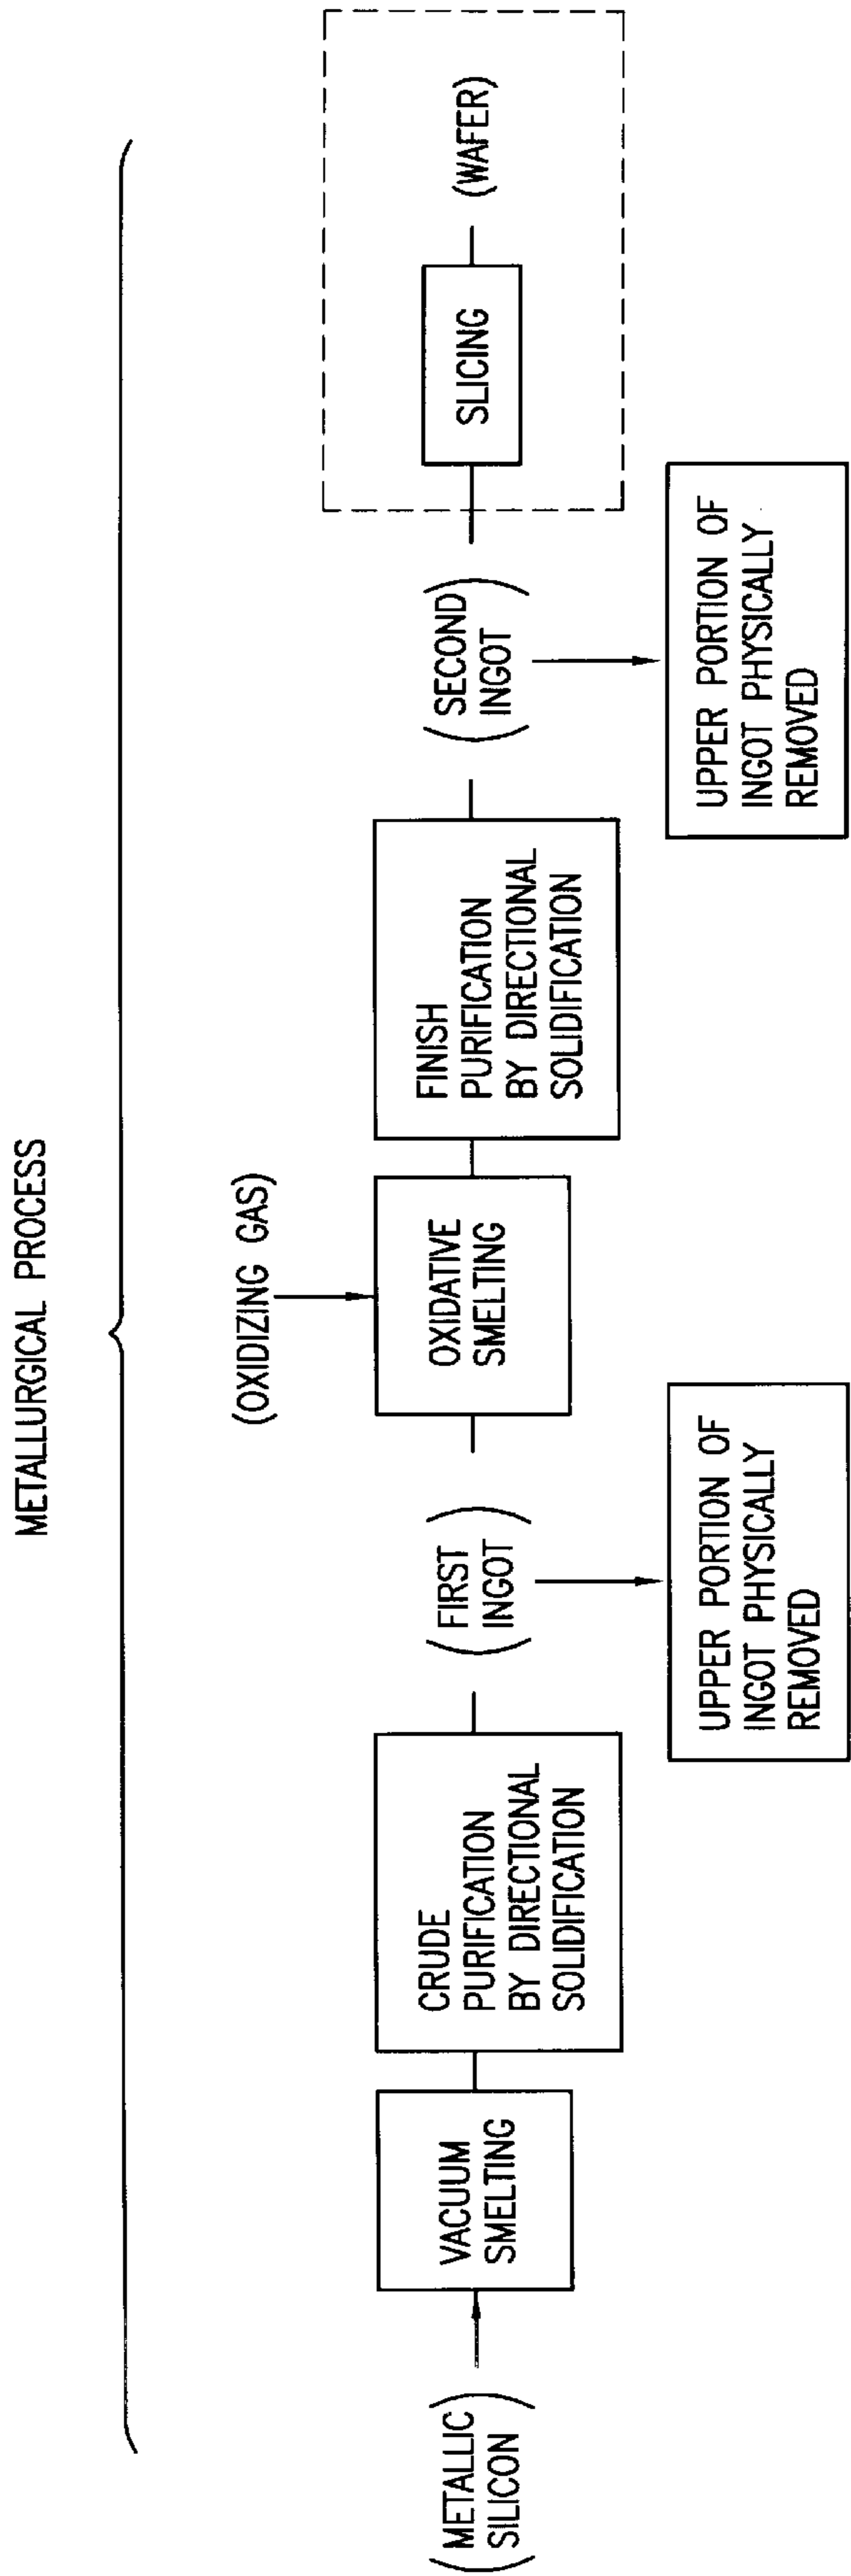 METALLURGICAL PROCESS
(METALLIC
SILICON)
VACUUM
SMELTING
CRUDE
PURIFICATION
BY DIRECTIONAL
SOLIDIFICATION
(FIRST
INGOT)
UPPER PORTION OF
INGOT PHYSICALLY
REMOVED
(OXIDIZING GAS)
OXIDATIVE
SMELTING
FINISH
PURIFICATION
BY DIRECTIONAL
SOLIDIFICATION
(SECOND
INGOT)
UPPER PORTION OF
INGOT PHYSICALLY
REMOVED
SLICING
(WAFER)